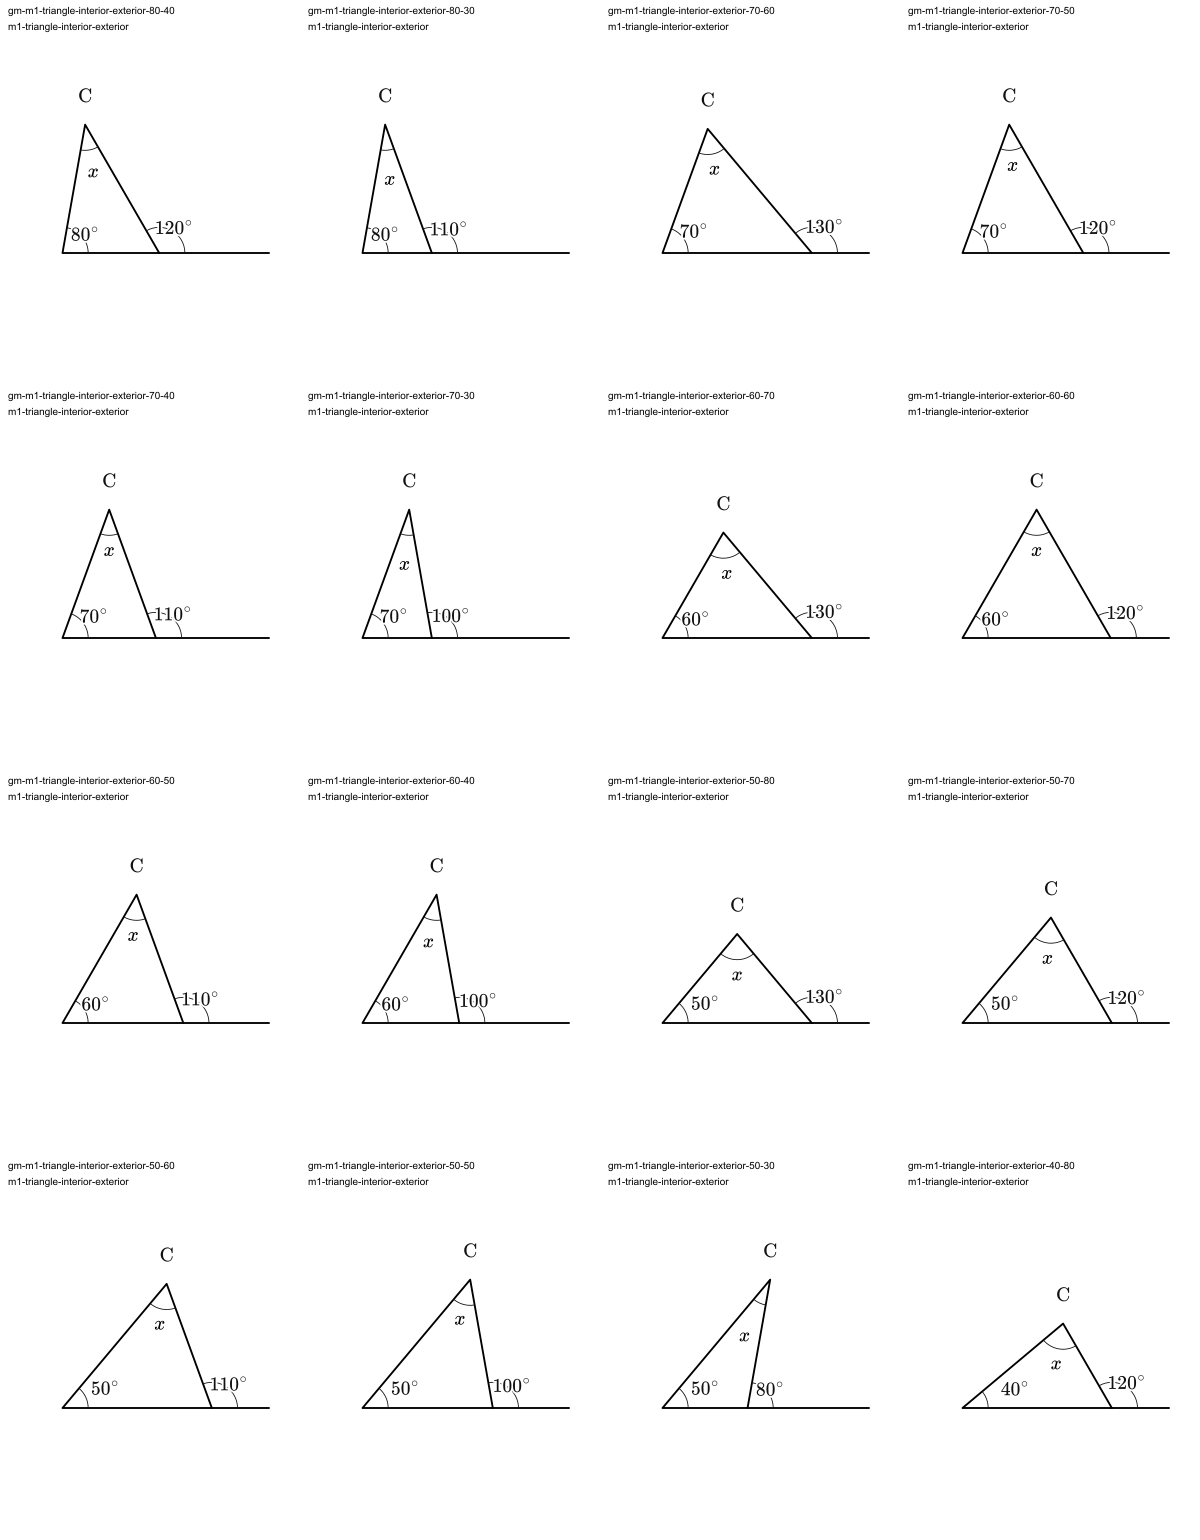 gm-m1-triangle-interior-exterior-80-40
m1-triangle-interior-exterior
C
x
80°
120°
gm-m1-triangle-interior-exterior-80-30
m1-triangle-interior-exterior
C
x
80°
110°
gm-m1-triangle-interior-exterior-70-60
m1-triangle-interior-exterior
C
x
70°
130°
gm-m1-triangle-interior-exterior-70-50
m1-triangle-interior-exterior
C
x
70°
120°
gm-m1-triangle-interior-exterior-70-40
m1-triangle-interior-exterior
C
x
70°
110°
gm-m1-triangle-interior-exterior-70-30
m1-triangle-interior-exterior
C
x
70°
100°
gm-m1-triangle-interior-exterior-60-70
m1-triangle-interior-exterior
C
x
60°
130°
gm-m1-triangle-interior-exterior-60-60
m1-triangle-interior-exterior
C
x
60°
120°
gm-m1-triangle-interior-exterior-60-50
m1-triangle-interior-exterior
C
x
60°
110°
gm-m1-triangle-interior-exterior-60-40
m1-triangle-interior-exterior
C
x
60°
100°
gm-m1-triangle-interior-exterior-50-80
m1-triangle-interior-exterior
C
x
50°
130°
gm-m1-triangle-interior-exterior-50-70
m1-triangle-interior-exterior
C
x
50°
120°
gm-m1-triangle-interior-exterior-50-60
m1-triangle-interior-exterior
C
x
50°
110°
gm-m1-triangle-interior-exterior-50-50
m1-triangle-interior-exterior
C
x
50°
100°
gm-m1-triangle-interior-exterior-50-30
m1-triangle-interior-exterior
C
x
50°
80°
gm-m1-triangle-interior-exterior-40-80
m1-triangle-interior-exterior
C
x
40°
120°